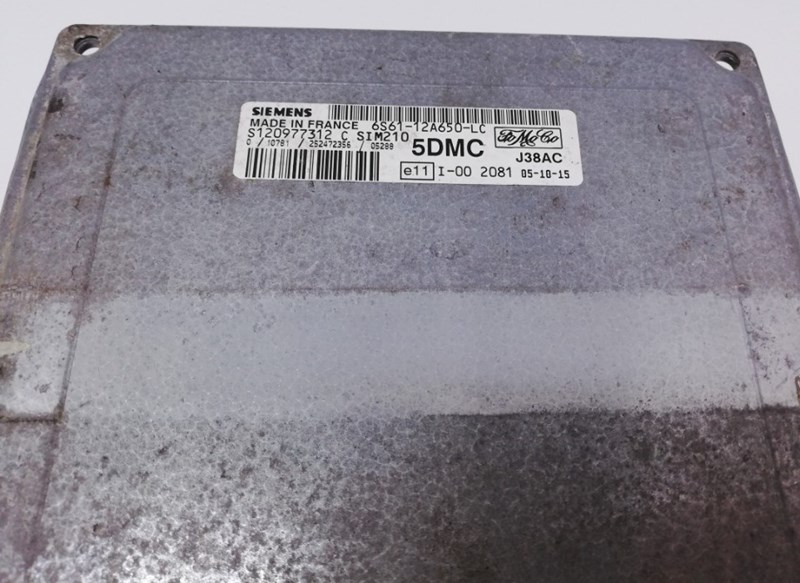 SIEMENS
MADE IN FRANCE 6S61-12A650-LC
S120977312 C SIM210
0 / 10781 / 252472356 / 05288
5DMC
FoMoCo
J38AC
e11 I-00 2081 05-10-15